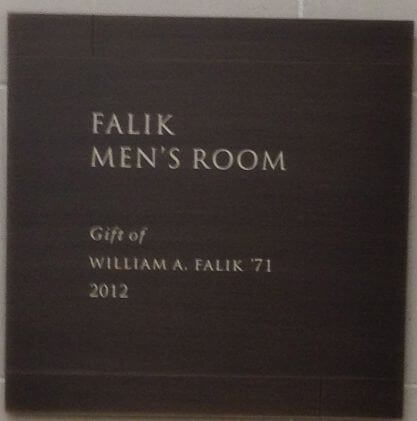 FALIK
MEN'S ROOM
Gift of
WILLIAM A. FALIK '71
2012